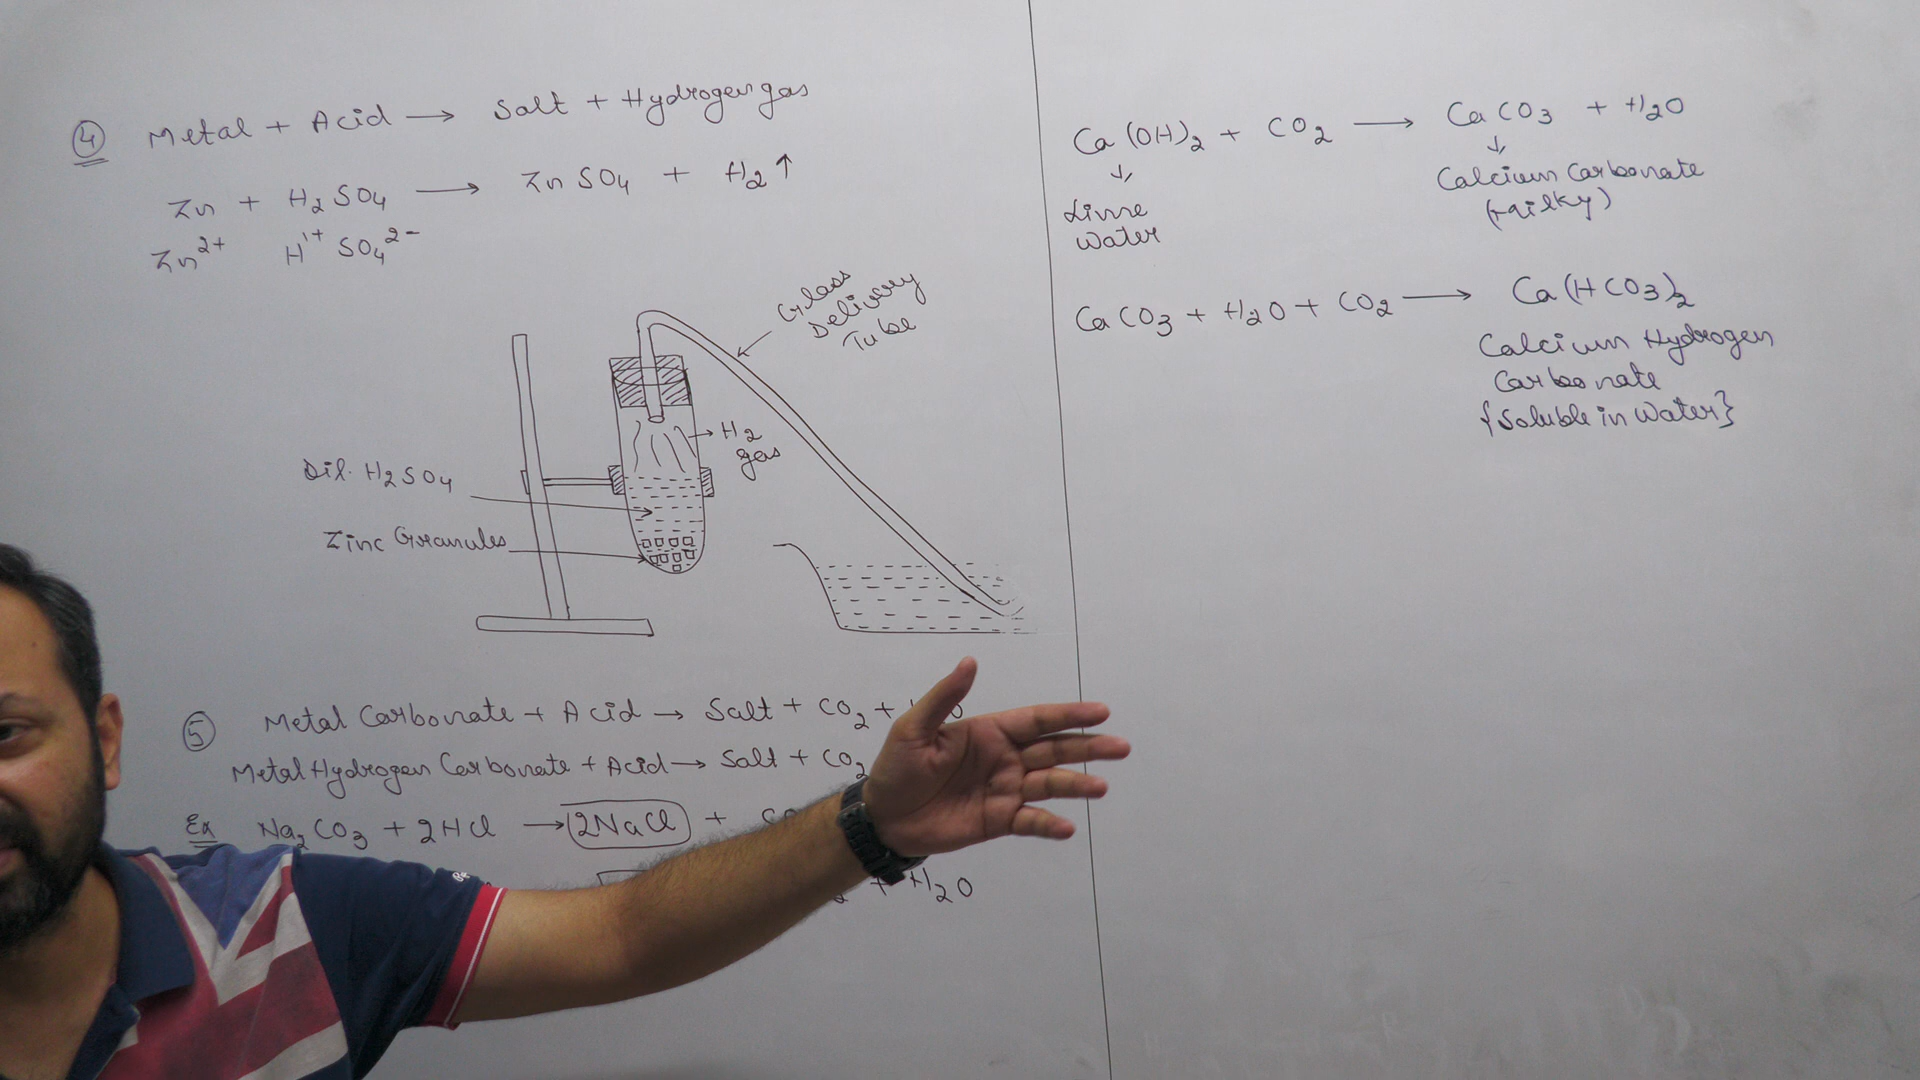 ④ Metal + Acid → Salt + Hydrogen gas
Zn + H₂SO₄ → ZnSO₄ + H₂↑
Zn²⁺ H¹⁺ SO₄²⁻
Glass
Delivery
Tube
H₂
gas
Dil. H₂SO₄
Zinc Granules
⑤ Metal Carbonate + Acid → Salt + CO₂ +
Metal Hydrogen Carbonate + Acid → Salt + CO₂
Ex Na₂CO₃ + 2HCl → 2NaCl +
+ H₂O
Ca(OH)₂ + CO₂ → CaCO₃ + H₂O
↓ ↓
Lime
Water
Calcium Carbonate
(milky)
CaCO₃ + H₂O + CO₂ → Ca(HCO₃)₂
Calcium Hydrogen
Carbonate
{Soluble in Water}